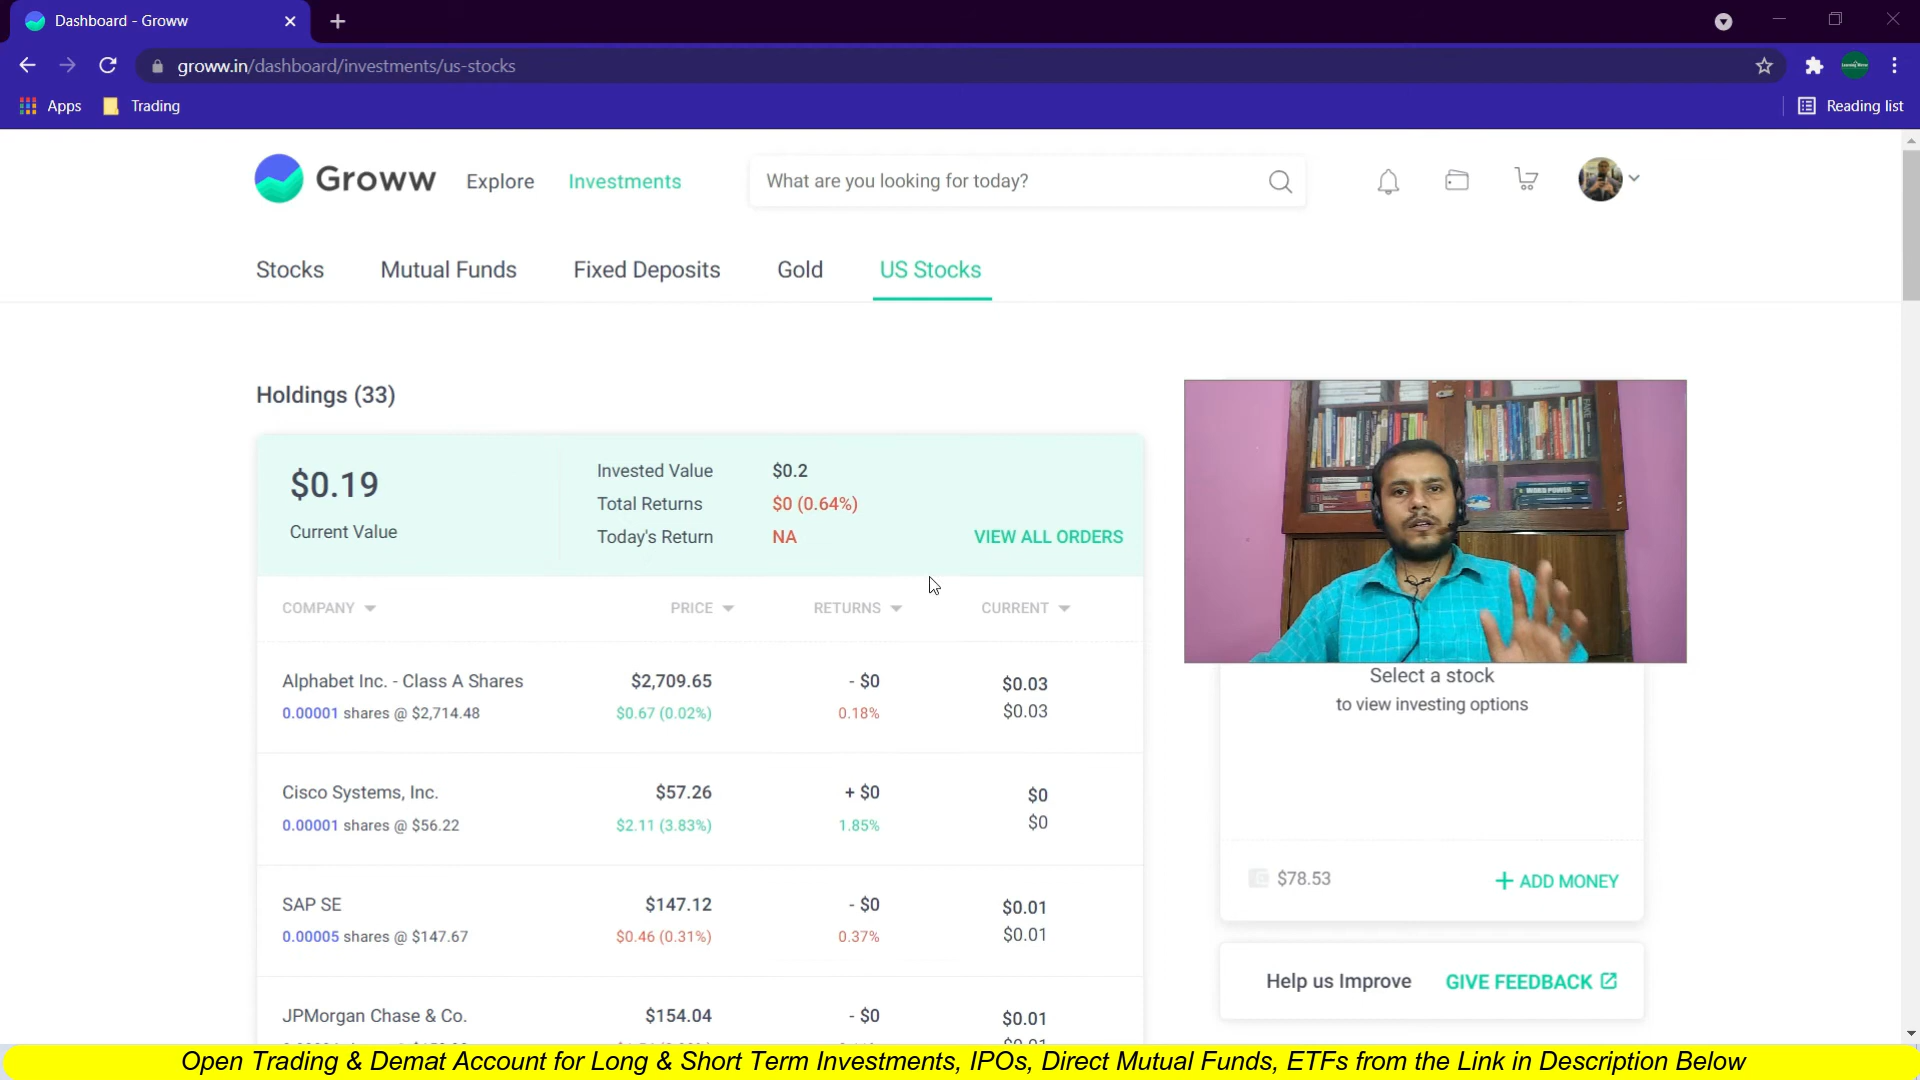 Dashboard - Groww
groww.in/dashboard/investments/us-stocks
Apps
Trading
Reading list
Groww
Explore
Investments
What are you looking for today?
Stocks
Mutual Funds
Fixed Deposits
Gold
US Stocks
Holdings (33)
$0.19
Current Value
Invested Value $0.2
Total Returns $0 (0.64%)
Today's Return NA
VIEW ALL ORDERS
COMPANY PRICE RETURNS CURRENT
Alphabet Inc. - Class A Shares $2,709.65 - $0 $0.03
0.00001 shares @ $2,714.48 $0.67 (0.02%) 0.18% $0.03
Cisco Systems, Inc. $57.26 + $0 $0
0.00001 shares @ $56.22 $2.11 (3.83%) 1.85% $0
SAP SE $147.12 - $0 $0.01
0.00005 shares @ $147.67 $0.46 (0.31%) 0.37% $0.01
JPMorgan Chase & Co. $154.04 - $0 $0.01
WORD POWER
Select a stock
to view investing options
$78.53
+ ADD MONEY
Help us Improve
GIVE FEEDBACK
Open Trading & Demat Account for Long & Short Term Investments, IPOs, Direct Mutual Funds, ETFs from the Link in Description Below